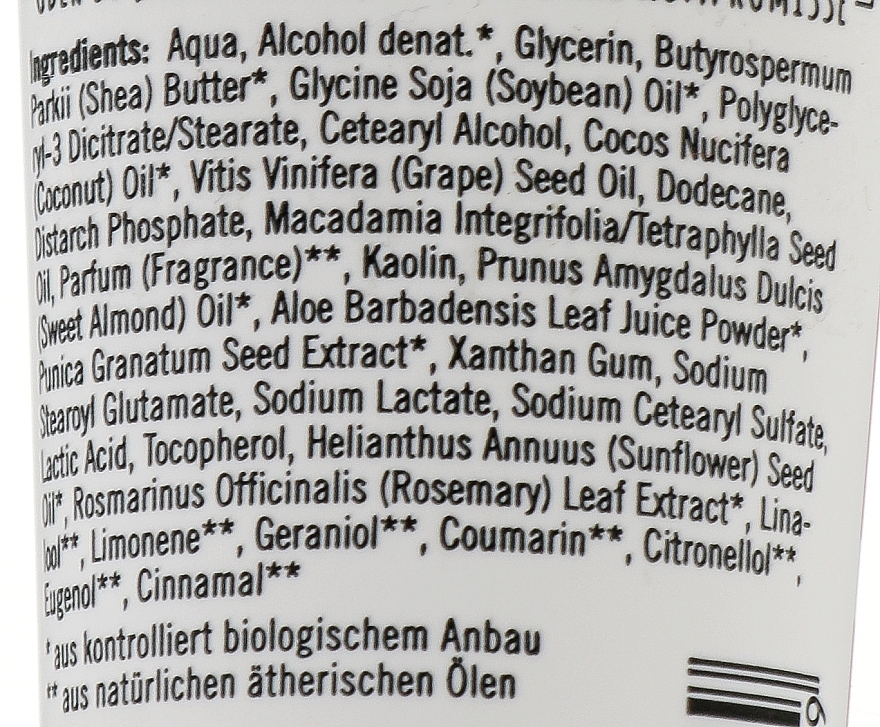 Ingredients: Aqua, Alcohol denat.*, Glycerin, Butyrospermum
Parkii (Shea) Butter*, Glycine Soja (Soybean) Oil*, Polyglyce-
ryl-3 Dicitrate/Stearate, Cetearyl Alcohol, Cocos Nucifera
(Coconut) Oil*, Vitis Vinifera (Grape) Seed Oil, Dodecane,
Distarch Phosphate, Macadamia Integrifolia/Tetraphylla Seed
Oil, Parfum (Fragrance)**, Kaolin, Prunus Amygdalus Dulcis
(Sweet Almond) Oil*, Aloe Barbadensis Leaf Juice Powder*,
Punica Granatum Seed Extract*, Xanthan Gum, Sodium
Stearoyl Glutamate, Sodium Lactate, Sodium Cetearyl Sulfate,
Lactic Acid, Tocopherol, Helianthus Annuus (Sunflower) Seed
Oil*, Rosmarinus Officinalis (Rosemary) Leaf Extract*, Lina-
lool**, Limonene**, Geraniol**, Coumarin**, Citronellol**,
Eugenol**, Cinnamal**
*aus kontrolliert biologischem Anbau
**aus natürlichen ätherischen Ölen